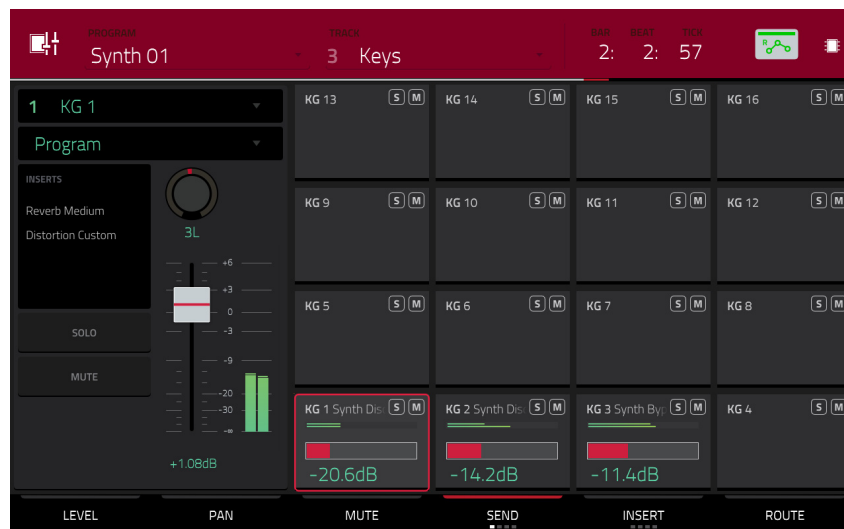 PROGRAM TRACK BAR BEAT TICK
Synth 01 3 Keys 2: 2: 57
R
1 KG 1
Program
INSERTS
Reverb Medium
Distortion Custom
3L
+6
+3
0
-3
-9
-20
-30
-∞
SOLO
MUTE
+1.08dB
KG 13 S M KG 14 S M KG 15 S M KG 16 S M
KG 9 S M KG 10 S M KG 11 S M KG 12 S M
KG 5 S M KG 6 S M KG 7 S M KG 8 S M
KG 1 Synth Dis S M KG 2 Synth Dis S M KG 3 Synth Byp S M KG 4 S M
-20.6dB -14.2dB -11.4dB
LEVEL PAN MUTE SEND INSERT ROUTE